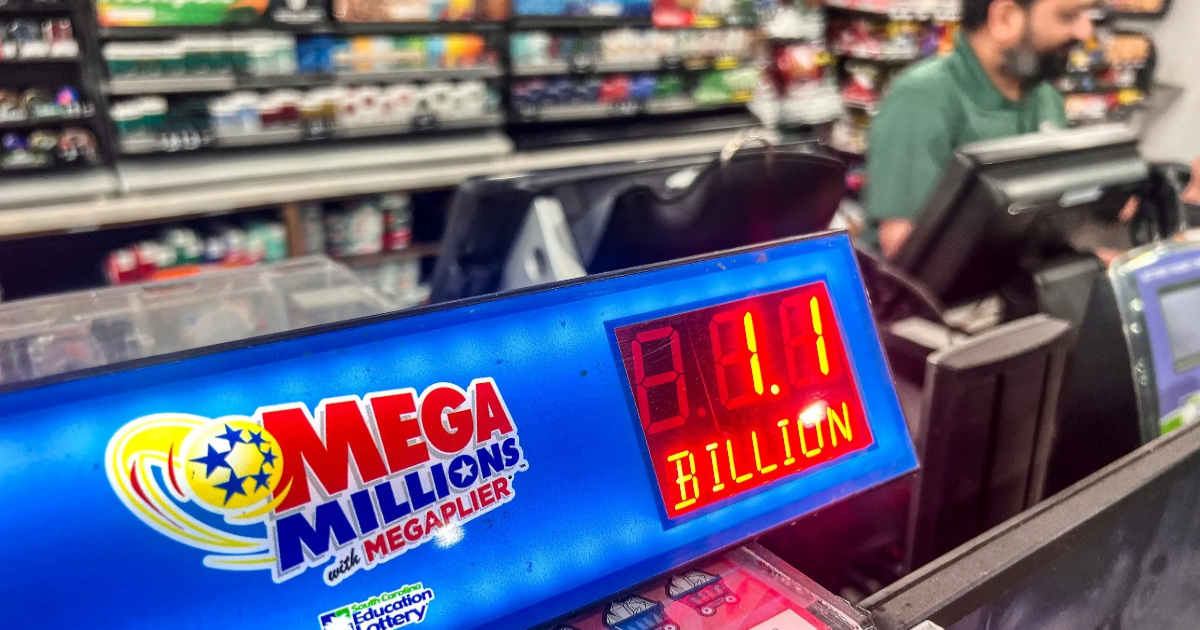 MEGA
MILLIONS
with MEGAPLIER
South Carolina
Education
Lottery
1.1
BILLION